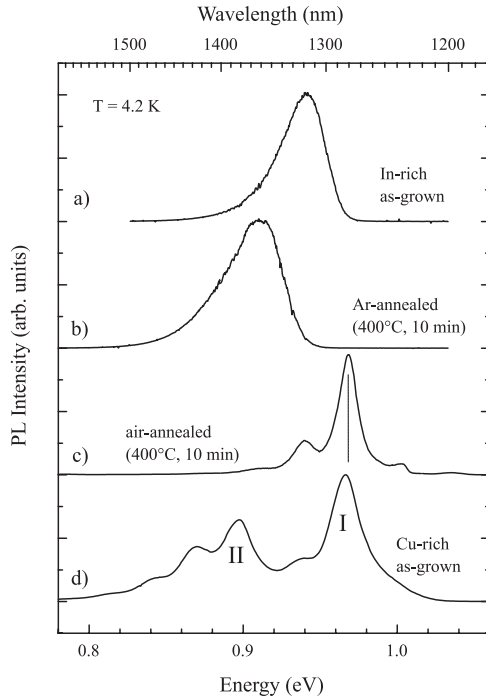 Wavelength (nm)
1500 1400 1300 1200
T = 4.2 K
In-rich
as-grown
a)
Ar-annealed
(400°C, 10 min)
b)
air-annealed
(400°C, 10 min)
c)
I
II
Cu-rich
as-grown
d)
PL Intensity (arb. units)
0.8 0.9 1.0
Energy (eV)